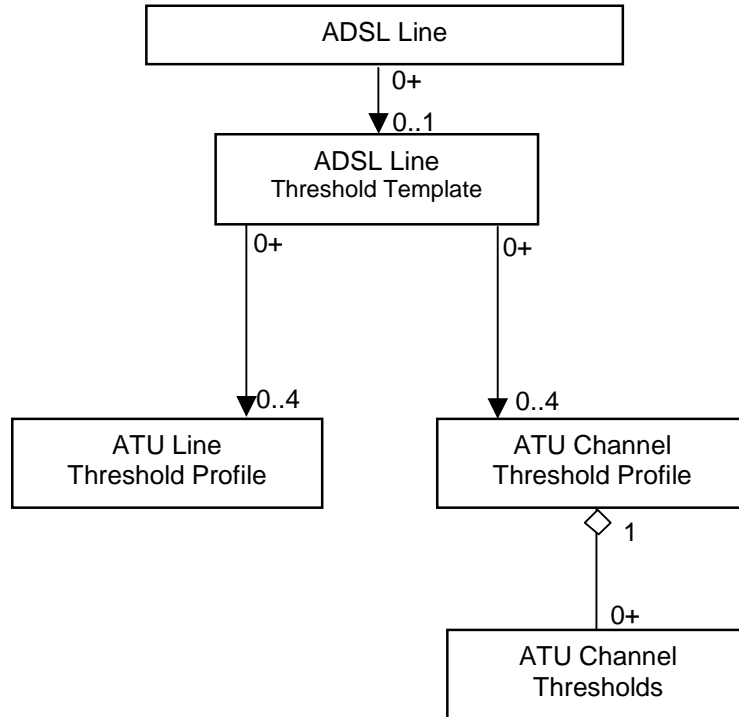 ADSL Line
0+
0..1
ADSL Line
Threshold Template
0+
0+
0..4
0..4
ATU Line
Threshold Profile
ATU Channel
Threshold Profile
1
0+
ATU Channel
Thresholds